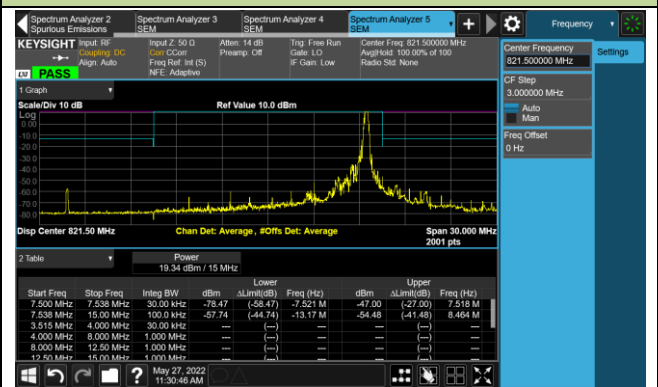 Spectrum Analyzer 2
Spurious Emissions
Spectrum Analyzer 3
SEM
Spectrum Analyzer 4
SEM
Spectrum Analyzer 5
SEM
Frequency
KEYSIGHT
Input: RF
Coupling: DC
Align: Auto
Input Z: 50 Ω
Corr CCorr
Freq Ref: Int (S)
NFE: Adaptive
Atten: 14 dB
Preamp: Off
Trig: Free Run
Gate: LO
IF Gain: Low
Center Freq: 821.500000 MHz
Avg|Hold: 100.00% of 100
Radio Std: None
LXI PASS
Center Frequency
821.500000 MHz
Settings
CF Step
3.000000 MHz
Auto
Man
Freq Offset
0 Hz
1 Graph
Scale/Div 10 dB
Ref Value 10.0 dBm
Log
0.00
-10.0
-20.0
-30.0
-40.0
-50.0
-60.0
-70.0
-80.0
Disp Center 821.50 MHz
Chan Det: Average , #Offs Det: Average
Span 30.000 MHz
2001 pts
2 Table
Power
19.34 dBm / 15 MHz
Lower Upper
Start Freq Stop Freq Integ BW dBm ΔLimit(dB) Freq (Hz) dBm ΔLimit(dB) Freq (Hz)
7.500 MHz 7.538 MHz 30.00 kHz -78.47 (-58.47) -7.521 M -47.00 (-27.00) 7.518 M
7.538 MHz 15.00 MHz 100.0 kHz -57.74 (-44.74) -13.17 M -54.48 (-41.48) 8.464 M
3.515 MHz 4.000 MHz 30.00 kHz --- (---) --- --- (---) ---
4.000 MHz 8.000 MHz 1.000 MHz --- (---) --- --- (---) ---
8.000 MHz 12.50 MHz 1.000 MHz --- (---) --- --- (---) ---
12.50 MHz 15.00 MHz 1.000 MHz --- (---) --- --- (---) ---
May 27, 2022
11:30:46 AM